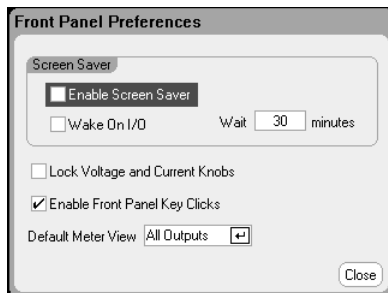 Front Panel Preferences
Screen Saver
Enable Screen Saver
Wake On I/O Wait 30 minutes
Lock Voltage and Current Knobs
Enable Front Panel Key Clicks
Default Meter View All Outputs
Close